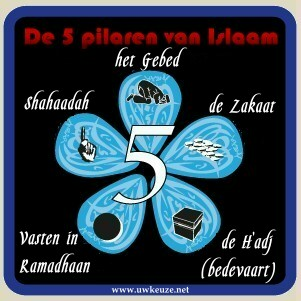 De 5 pilaren van Islaam
het Gebed
Shahaadah
de Zakaat
5
Vasten in
Ramadhaan
de H'adj
(bedevaart)
www.uwkeuze.net